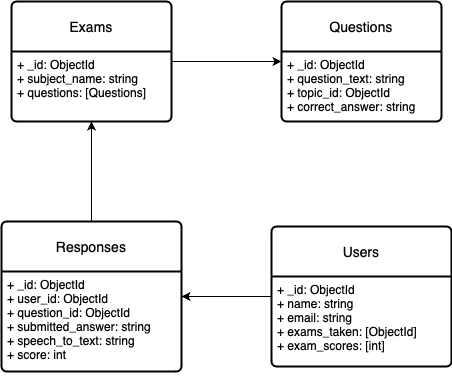 Exams
+ _id: ObjectId
+ subject_name: string
+ questions: [Questions]
Questions
+ _id: ObjectId
+ question_text: string
+ topic_id: ObjectId
+ correct_answer: string
Responses
+ _id: ObjectId
+ user_id: ObjectId
+ question_id: ObjectId
+ submitted_answer: string
+ speech_to_text: string
+ score: int
Users
+ _id: ObjectId
+ name: string
+ email: string
+ exams_taken: [ObjectId]
+ exam_scores: [int]